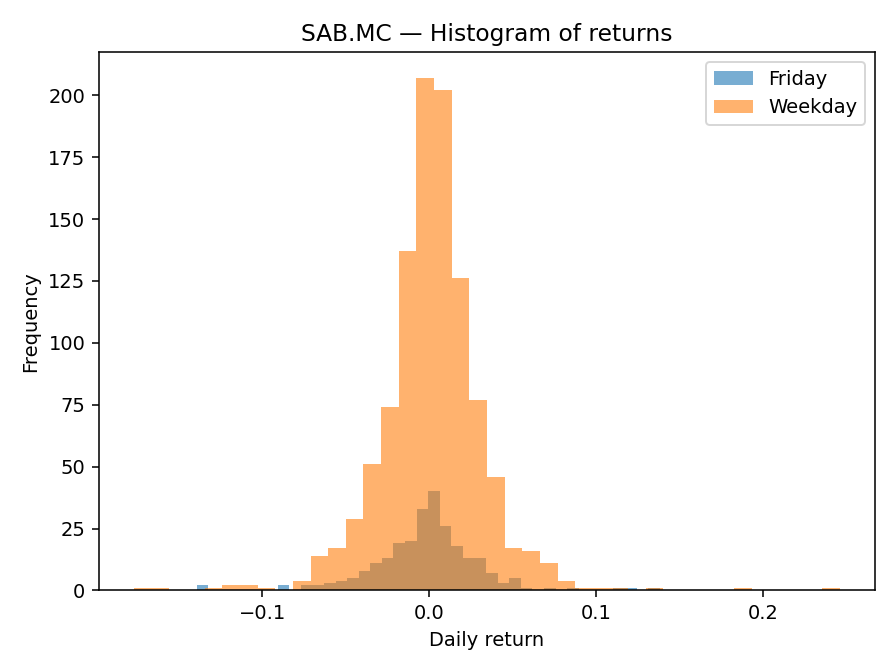 SAB.MC — Histogram of returns
Friday
Weekday
200
175
150
125
100
75
50
25
0
Frequency
−0.1
0.0
0.1
0.2
Daily return